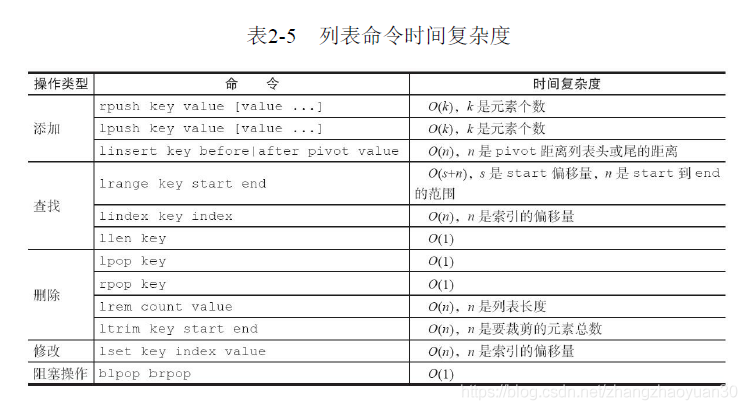 表2-5 列表命令时间复杂度
操作类型 命 令 时间复杂度
添加 rpush key value [value ...] O(k), k 是元素个数
lpush key value [value ...] O(k), k 是元素个数
linsert key before|after pivot value O(n), n 是 pivot 距离列表头或尾的距离
查找 lrange key start end O(s+n), s 是 start 偏移量, n 是 start 到 end
的范围
lindex key index O(n), n 是索引的偏移量
llen key O(1)
删除 lpop key O(1)
rpop key O(1)
lrem count value O(n), n 是列表长度
ltrim key start end O(n), n 是要裁剪的元素总数
修改 lset key index value O(n), n 是索引的偏移量
阻塞操作 blpop brpop O(1)
https://blog.csdn.net/zhangzhaoyuan30